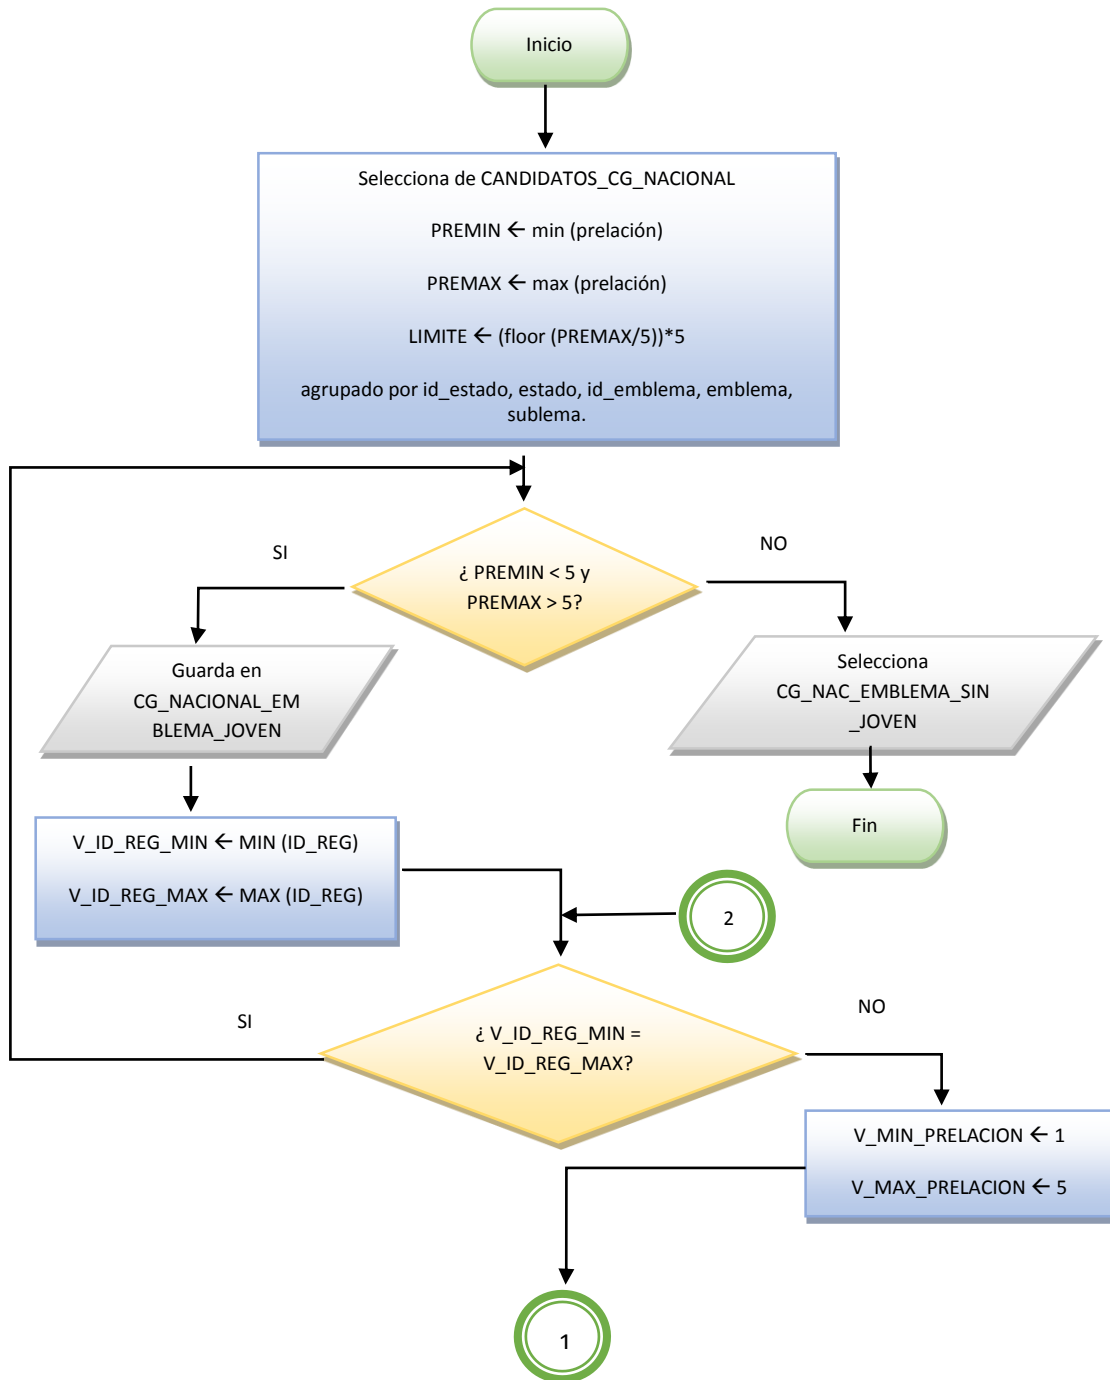 Inicio
Selecciona de CANDIDATOS_CG_NACIONAL
PREMIN ← min (prelación)
PREMAX ← max (prelación)
LIMITE ← (floor (PREMAX/5))*5
agrupado por id_estado, estado, id_emblema, emblema,
sublema.
SI
NO
¿ PREMIN < 5 y
PREMAX > 5?
Guarda en
CG_NACIONAL_EM
BLEMA_JOVEN
Selecciona
CG_NAC_EMBLEMA_SIN
_JOVEN
Fin
V_ID_REG_MIN ← MIN (ID_REG)
V_ID_REG_MAX ← MAX (ID_REG)
2
SI
NO
¿ V_ID_REG_MIN =
V_ID_REG_MAX?
V_MIN_PRELACION ← 1
V_MAX_PRELACION ← 5
1